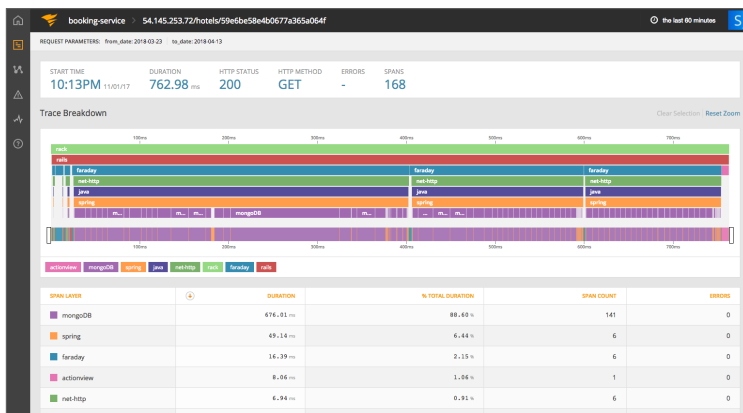 booking-service > 54.145.253.72/hotels/59e6be58e4b0677a365a064f
the last 60 minutes
S
REQUEST PARAMETERS: from_date: 2018-03-23 | to_date: 2018-04-13
START TIME DURATION HTTP STATUS HTTP METHOD ERRORS SPANS
10:13PM 11/01/17 762.98 ms 200 GET - 168
Trace Breakdown
Clear Selection | Reset Zoom
100ms 200ms 300ms 400ms 500ms 600ms 700ms
rack
rails
faraday faraday faraday
net-http net-http net-http
java java java
spring spring spring
m... m... m... mongoDB m... ... m... m...
100ms 200ms 300ms 400ms 500ms 600ms 700ms
actionview mongoDB spring java net-http rack faraday rails
SPAN LAYER DURATION % TOTAL DURATION SPAN COUNT ERRORS
mongoDB 676.01 ms 88.60 % 141 0
spring 49.14 ms 6.44 % 6 0
faraday 16.39 ms 2.15 % 6 0
actionview 8.06 ms 1.06 % 1 0
net-http 6.94 ms 0.91 % 6 0